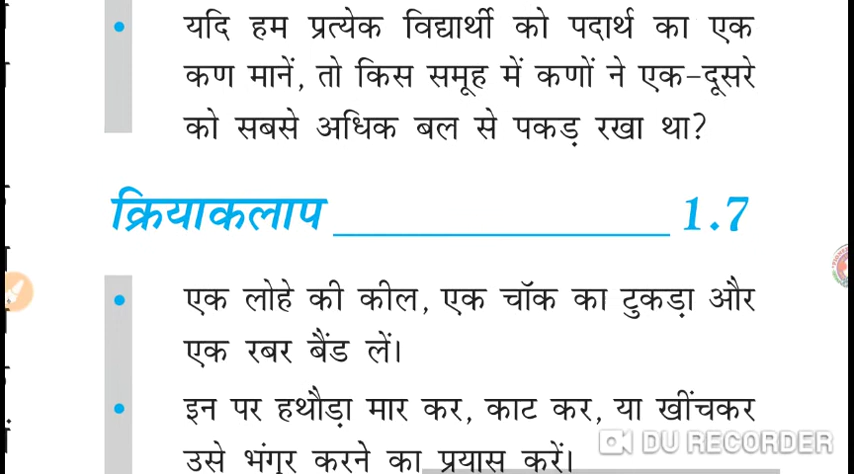 यदि हम प्रत्येक विद्यार्थी को पदार्थ का एक
कण मानें, तो किस समूह में कणों ने एक-दूसरे
को सबसे अधिक बल से पकड़ रखा था?
क्रियाकलाप 1.7
एक लोहे की कील, एक चॉक का टुकड़ा और
एक रबर बैंड लें।
इन पर हथौड़ा मार कर, काट कर, या खींचकर
उसे भंगुर करने का प्रयास करें।
DU RECORDER